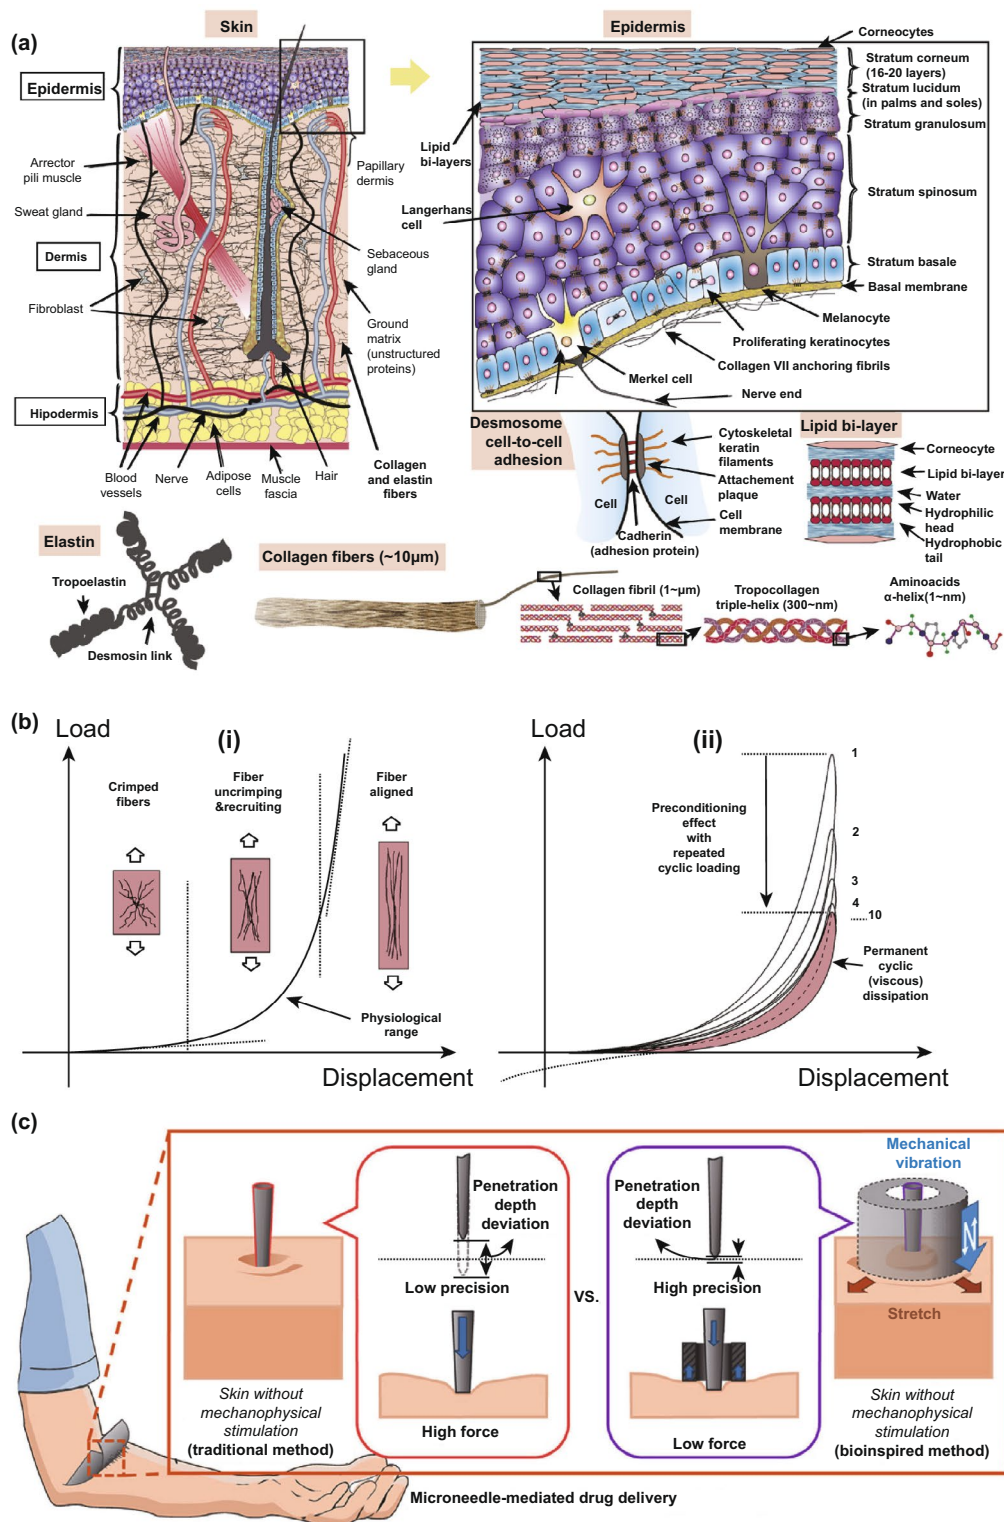 (a)
Skin
Epidermis
Arrector
pili muscle
Sweat gland
Dermis
Fibroblast
Hipodermis
Papillary
dermis
Sebaceous
gland
Ground
matrix
(unstructured
proteins)
Blood
vessels
Nerve
Adipose
cells
Muscle
fascia
Hair
Collagen
and elastin
fibers
Epidermis
Corneocytes
Stratum corneum
(16-20 layers)
Stratum lucidum
(in palms and soles)
Stratum granulosum
Lipid
bi-layers
Langerhans
cell
Stratum spinosum
Stratum basale
Basal membrane
Melanocyte
Proliferating keratinocytes
Collagen VII anchoring fibrils
Merkel cell
Nerve end
Desmosome
cell-to-cell
adhesion
Cytoskeletal
keratin
filaments
Attachement
plaque
Cell
Cell
Cell
membrane
Cadherin
(adhesion protein)
Lipid bi-layer
Corneocyte
Lipid bi-layer
Water
Hydrophilic
head
Hydrophobic
tail
Elastin
Tropoelastin
Desmosin link
Collagen fibers (~10μm)
Collagen fibril (1~μm)
Tropocollagen
triple-helix (300~nm)
Aminoacids
α-helix(1~nm)
(b)
Load
(i)
Crimped
fibers
Fiber
uncrimping
&recruiting
Fiber
aligned
Physiological
range
Displacement
Load
(ii)
1
2
3
4
10
Preconditioning
effect
with
repeated
cyclic loading
Permanent
cyclic
(viscous)
dissipation
Displacement
(c)
Skin without
mechanophysical
stimulation
(traditional method)
Penetration
depth
deviation
Low precision
High force
VS.
Penetration
depth
deviation
High precision
Low force
Mechanical
vibration
N
Stretch
Skin without
mechanophysical
stimulation
(bioinspired method)
Microneedle-mediated drug delivery